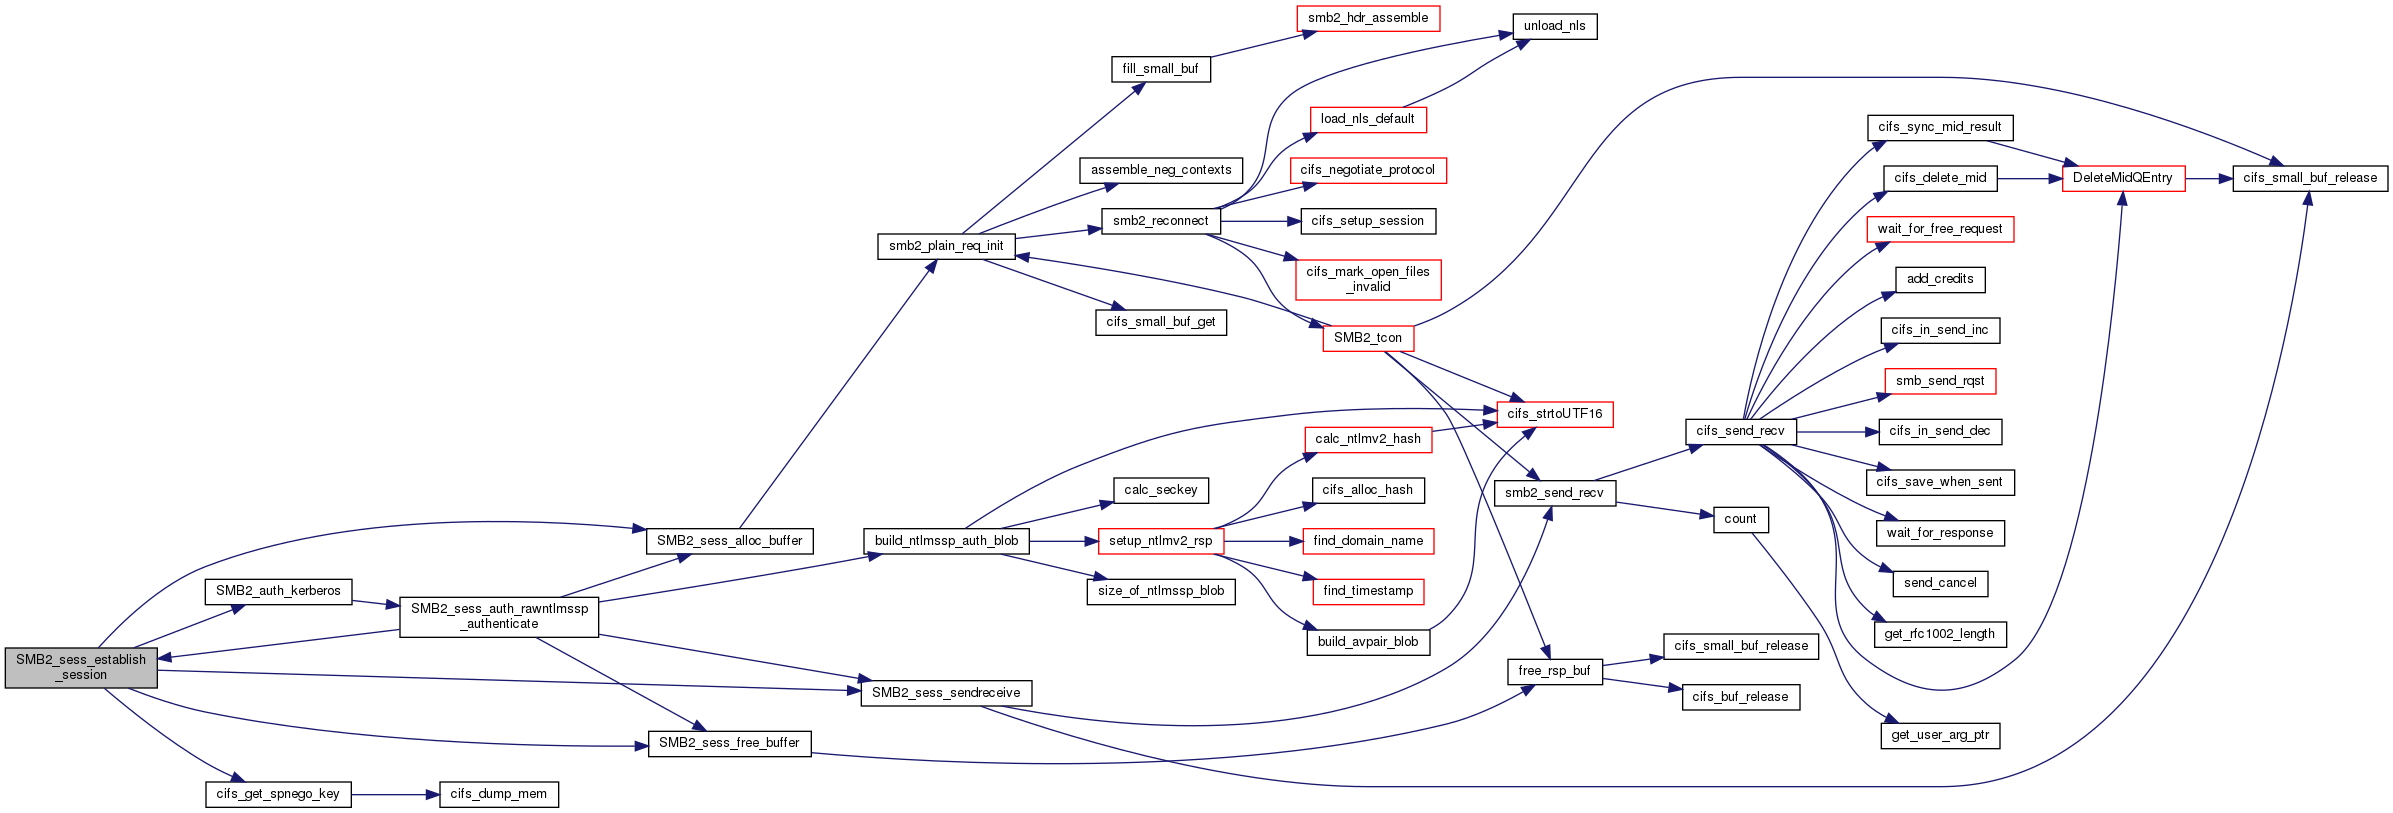 smb2_hdr_assemble
unload_nls
fill_small_buf
load_nls_default
cifs_sync_mid_result
assemble_neg_contexts
cifs_negotiate_protocol
cifs_delete_mid
DeleteMidQEntry
cifs_small_buf_release
smb2_reconnect
cifs_setup_session
wait_for_free_request
smb2_plain_req_init
cifs_mark_open_files
_invalid
add_credits
cifs_small_buf_get
SMB2_tcon
cifs_in_send_inc
smb_send_rqst
cifs_strtoUTF16
calc_ntlmv2_hash
cifs_send_recv
cifs_in_send_dec
calc_seckey
cifs_alloc_hash
smb2_send_recv
cifs_save_when_sent
count
wait_for_response
SMB2_sess_alloc_buffer
build_ntlmssp_auth_blob
setup_ntlmv2_rsp
find_domain_name
send_cancel
SMB2_auth_kerberos
size_of_ntlmssp_blob
find_timestamp
SMB2_sess_auth_rawntlmssp
_authenticate
build_avpair_blob
get_rfc1002_length
cifs_small_buf_release
SMB2_sess_establish
_session
free_rsp_buf
SMB2_sess_sendreceive
cifs_buf_release
SMB2_sess_free_buffer
get_user_arg_ptr
cifs_get_spnego_key
cifs_dump_mem